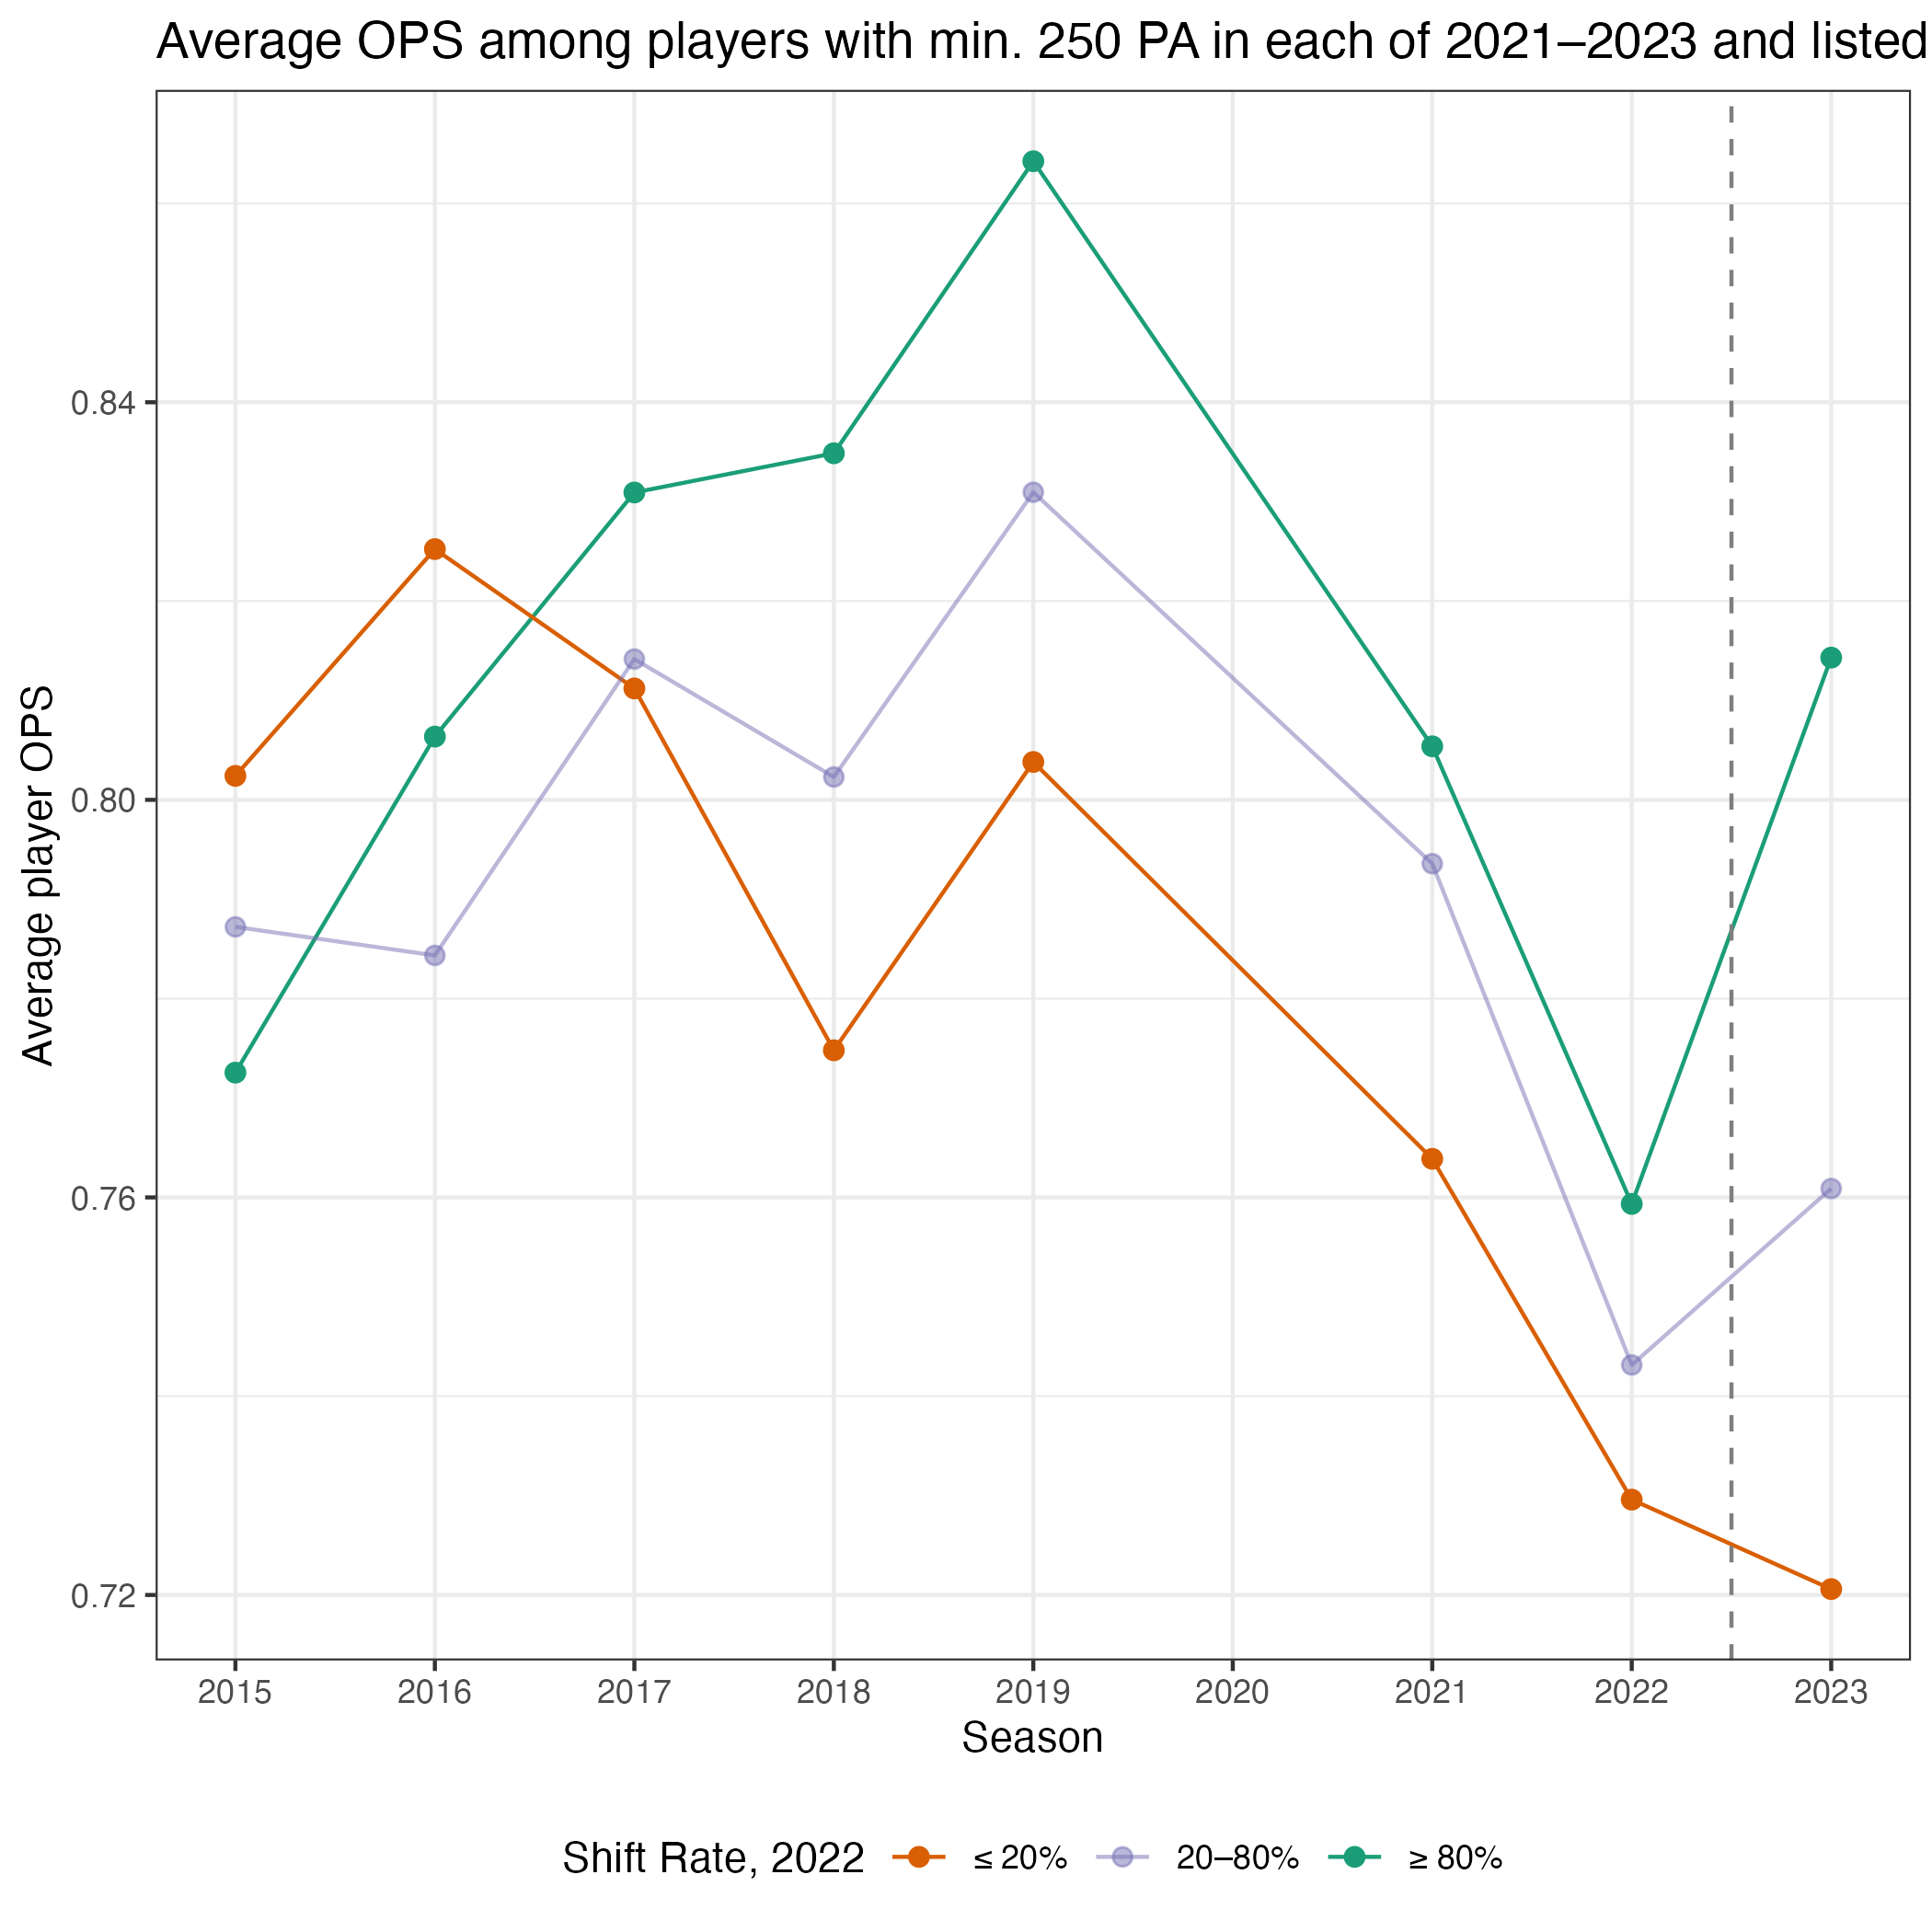 Average OPS among players with min. 250 PA in each of 2021–2023 and listed
Average player OPS
0.84
0.80
0.76
0.72
2015 2016 2017 2018 2019 2020 2021 2022 2023
Season
Shift Rate, 2022 ≤ 20% 20–80% ≥ 80%